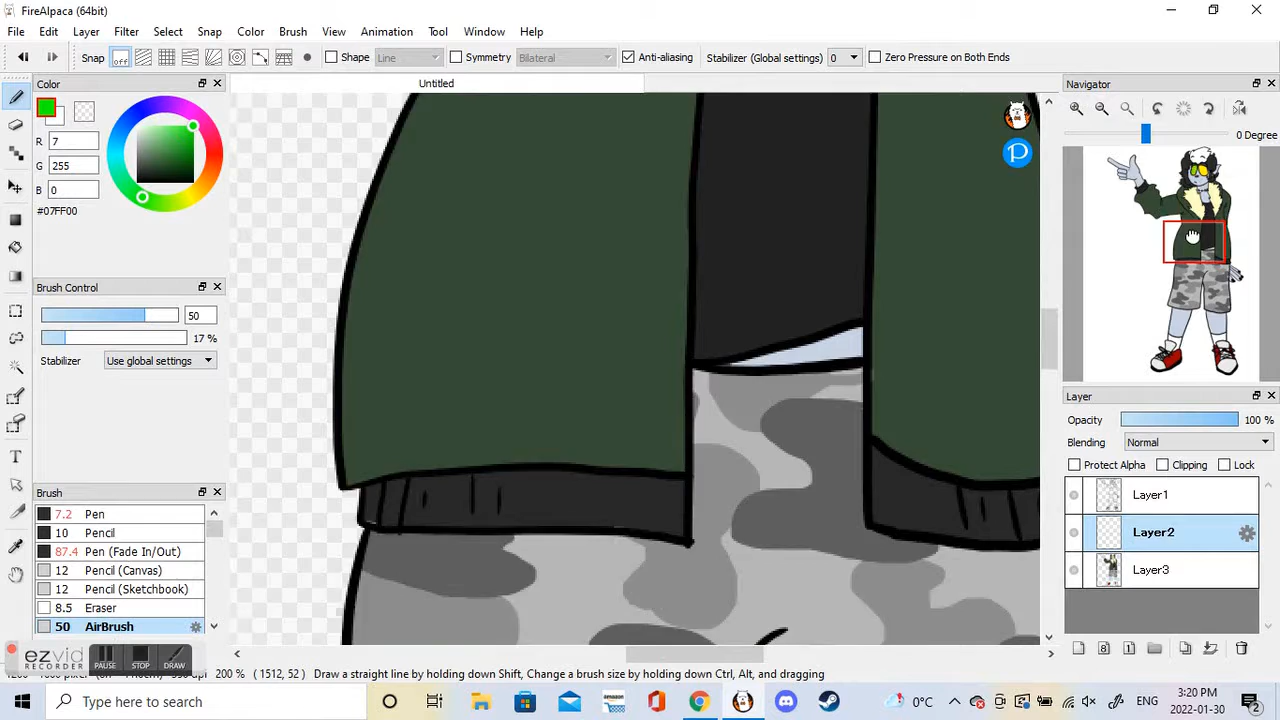 FireAlpaca (64bit)
File Edit Layer Filter Select Snap Color Brush Animation Tool Window Help
Snap off Shape Line Symmetry Bilateral Anti-aliasing Stabilizer (Global settings) 0 Zero Pressure on Both Ends
Color
Untitled
Navigator
R 7
G 255
B 0
#07FF00
0 Degree
Brush Control
50
17 %
Stabilizer Use global settings
Layer
Opacity 100 %
Blending Normal
Protect Alpha Clipping Lock
Layer1
Layer2
Layer3
Brush
7.2 Pen
10 Pencil
87.4 Pen (Fade In/Out)
12 Pencil (Canvas)
12 Pencil (Sketchbook)
8.5 Eraser
50 AirBrush
ezvid
RECORDER
PAUSE STOP DRAW
( 1512, 52 ) 200 % Draw a straight line by holding down Shift, Change a brush size by holding down Ctrl, Alt, and dragging
Type here to search
amazon
0°C
ENG
3:20 PM
2022-01-30
2